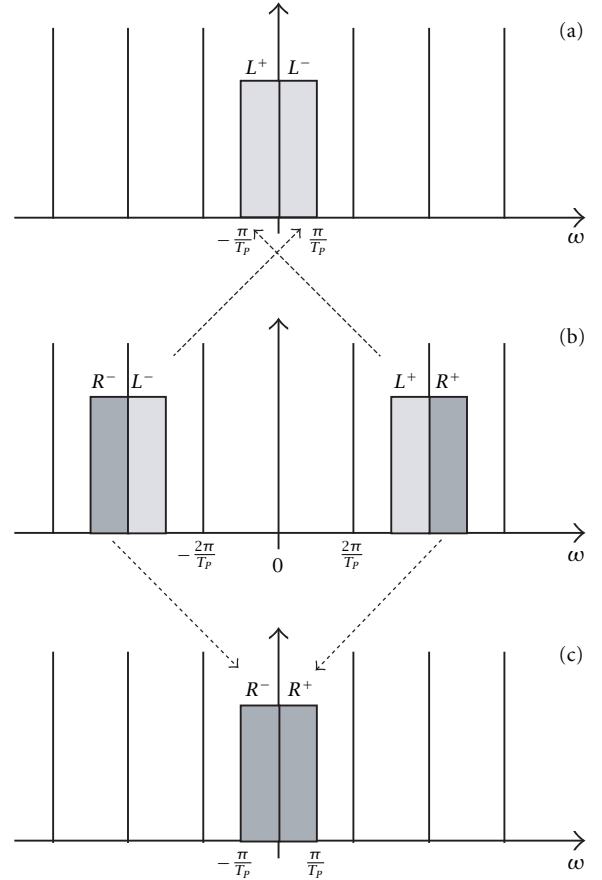 (a)
L⁺ L⁻
−π/T_P π/T_P ω
(b)
R⁻ L⁻ L⁺ R⁺
−2π/T_P 0 2π/T_P ω
(c)
R⁻ R⁺
−π/T_P π/T_P ω